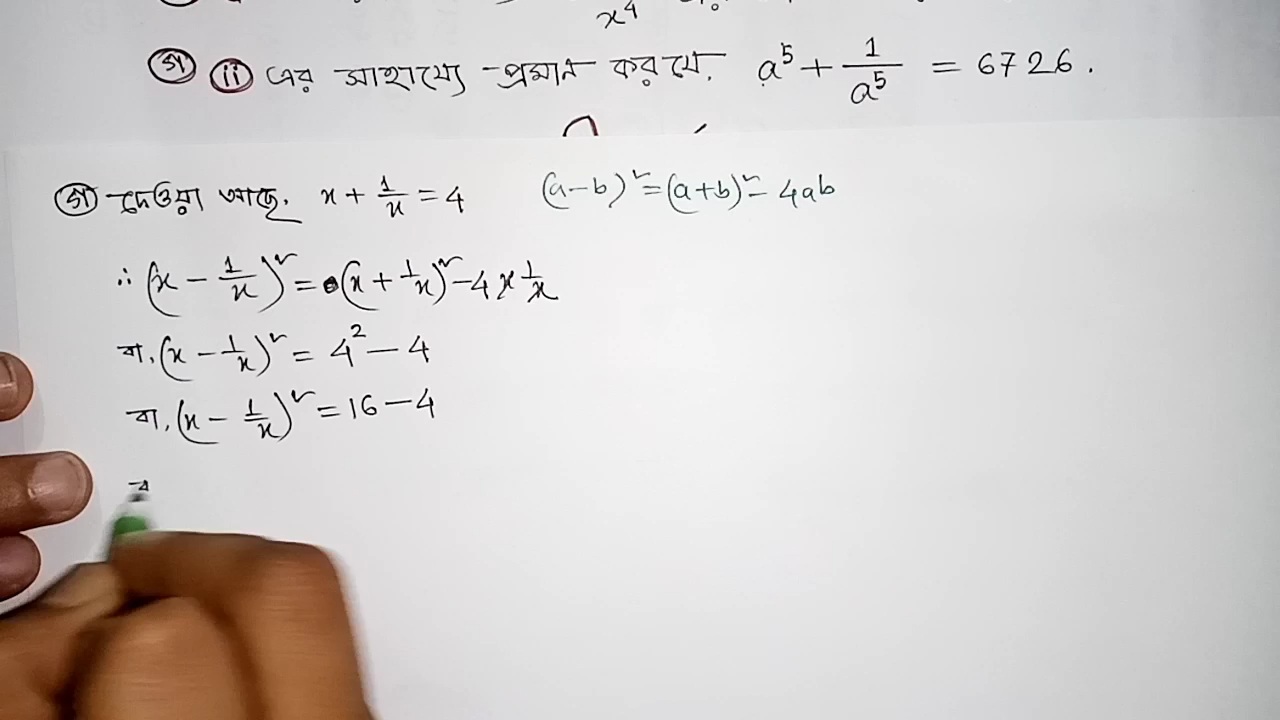 x⁴
গ ii এর সাহায্যে প্রমান কর যে, a⁵ + 1/a⁵ = 6726.
দেওয়া আছে, x + 1/x = 4 (a-b)² = (a+b)² - 4ab
∴ (x - 1/x)² = (x + 1/x)² - 4 x 1/x
বা, (x - 1/x)² = 4² - 4
বা, (x - 1/x)² = 16 - 4